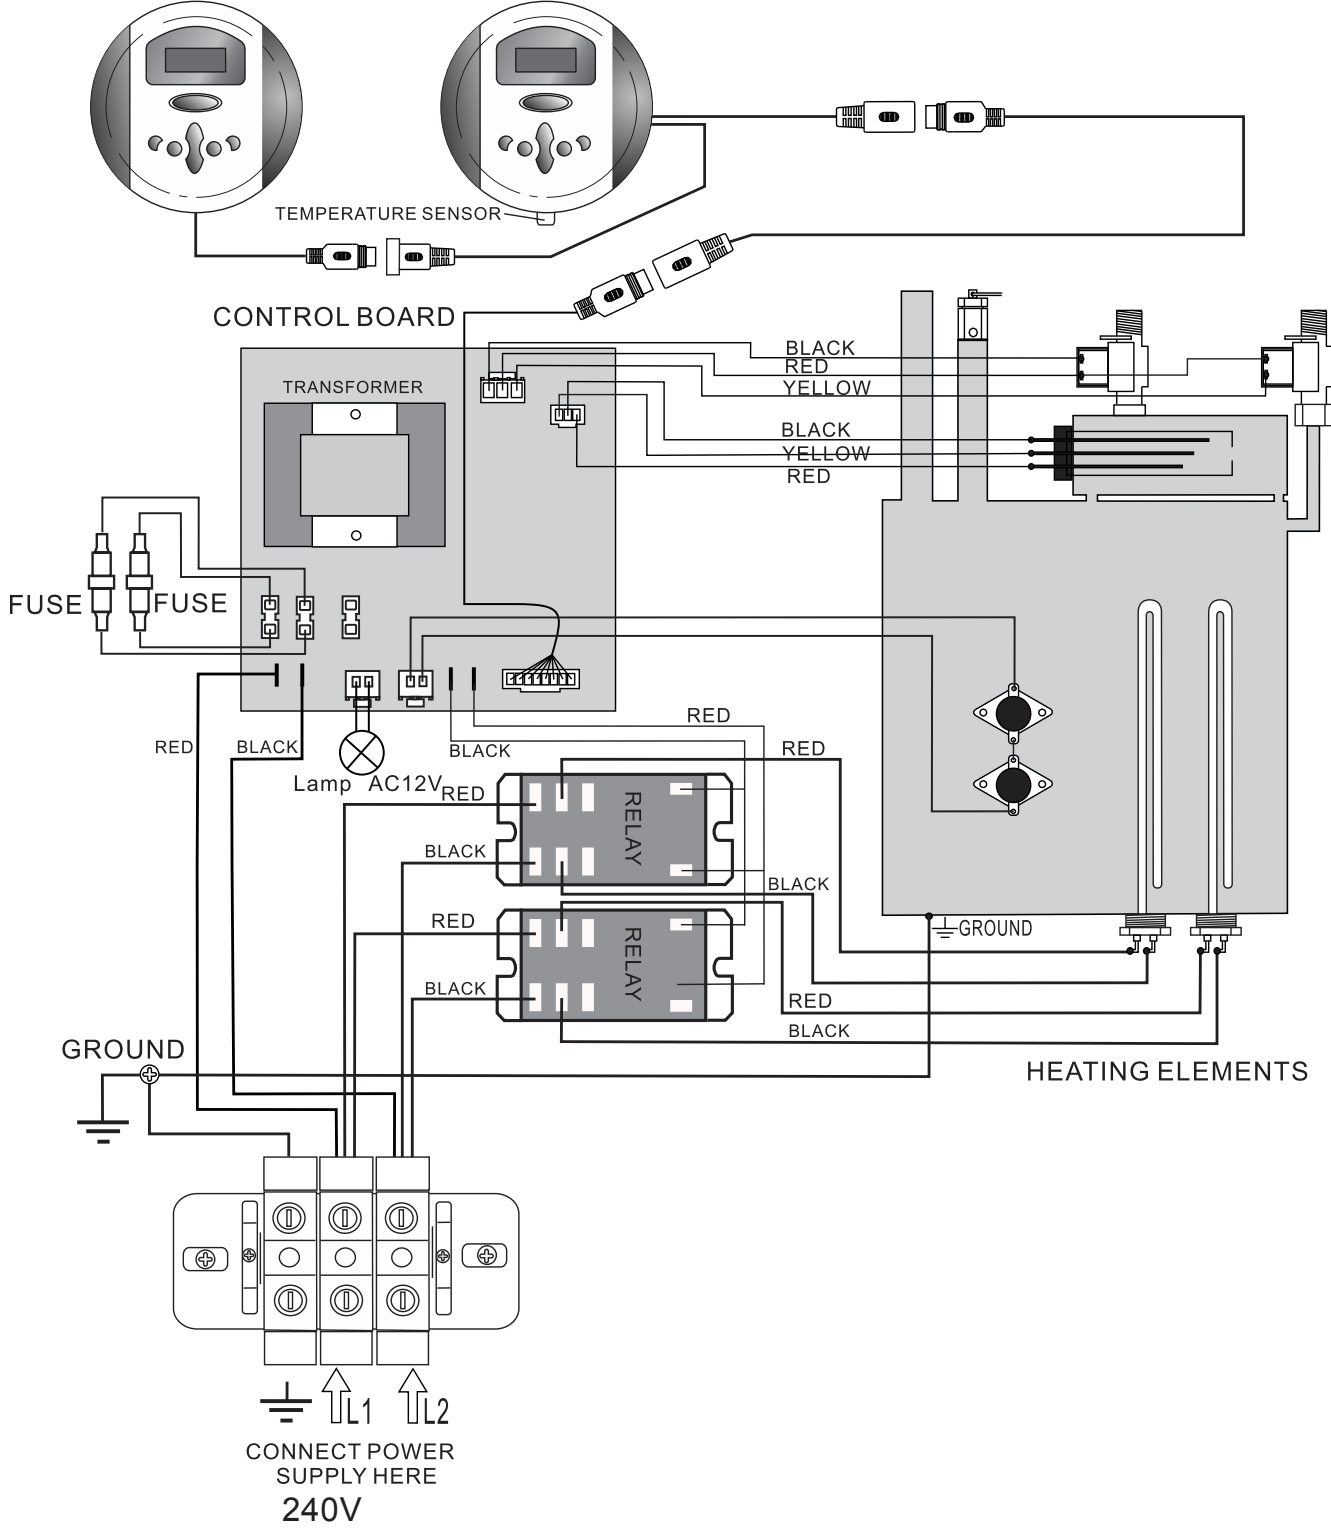 TEMPERATURE SENSOR
CONTROL BOARD
BLACK
RED
YELLOW
TRANSFORMER
BLACK
YELLOW
RED
FUSE
FUSE
RED
RED
BLACK
BLACK
RED
Lamp AC12V
RED
RELAY
BLACK
BLACK
RED
GROUND
RELAY
BLACK
RED
BLACK
GROUND
HEATING ELEMENTS
L1
L2
CONNECT POWER
SUPPLY HERE
240V